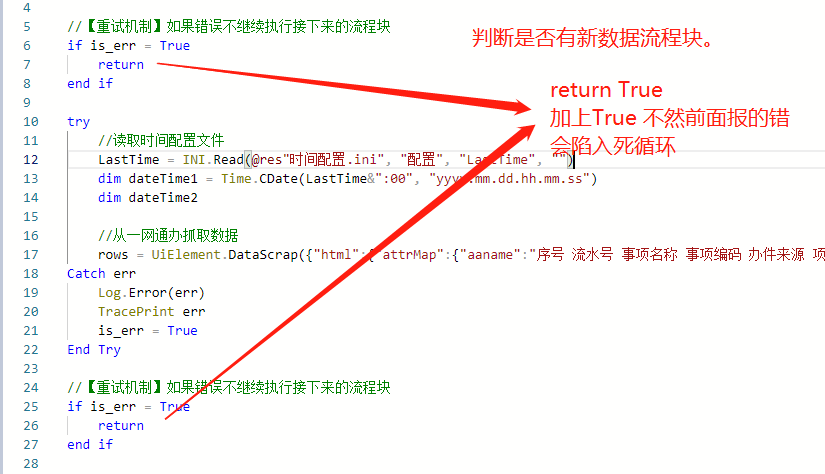 4
5 //【重试机制】如果错误不继续执行接下来的流程块
6 if is_err = True
7 return
8 end if
9
10 try
11 //读取时间配置文件
12 LastTime = INI.Read(@res"时间配置.ini", "配置", "LastTime", "")
13 dim dateTime1 = Time.CDate(LastTime&":00", "yyyy.mm.dd.hh.mm.ss")
14 dim dateTime2
15
16 //从一网通办抓取数据
17 rows = UiElement.DataScrap({"html":{"attrMap":{"aaname":"序号 流水号 事项名称 事项编码 办件来源 项
18 Catch err
19 Log.Error(err)
20 TracePrint err
21 is_err = True
22 End Try
23
24 //【重试机制】如果错误不继续执行接下来的流程块
25 if is_err = True
26 return
27 end if
28
判断是否有新数据流程块。
return True
加上True 不然前面报的错
会陷入死循环